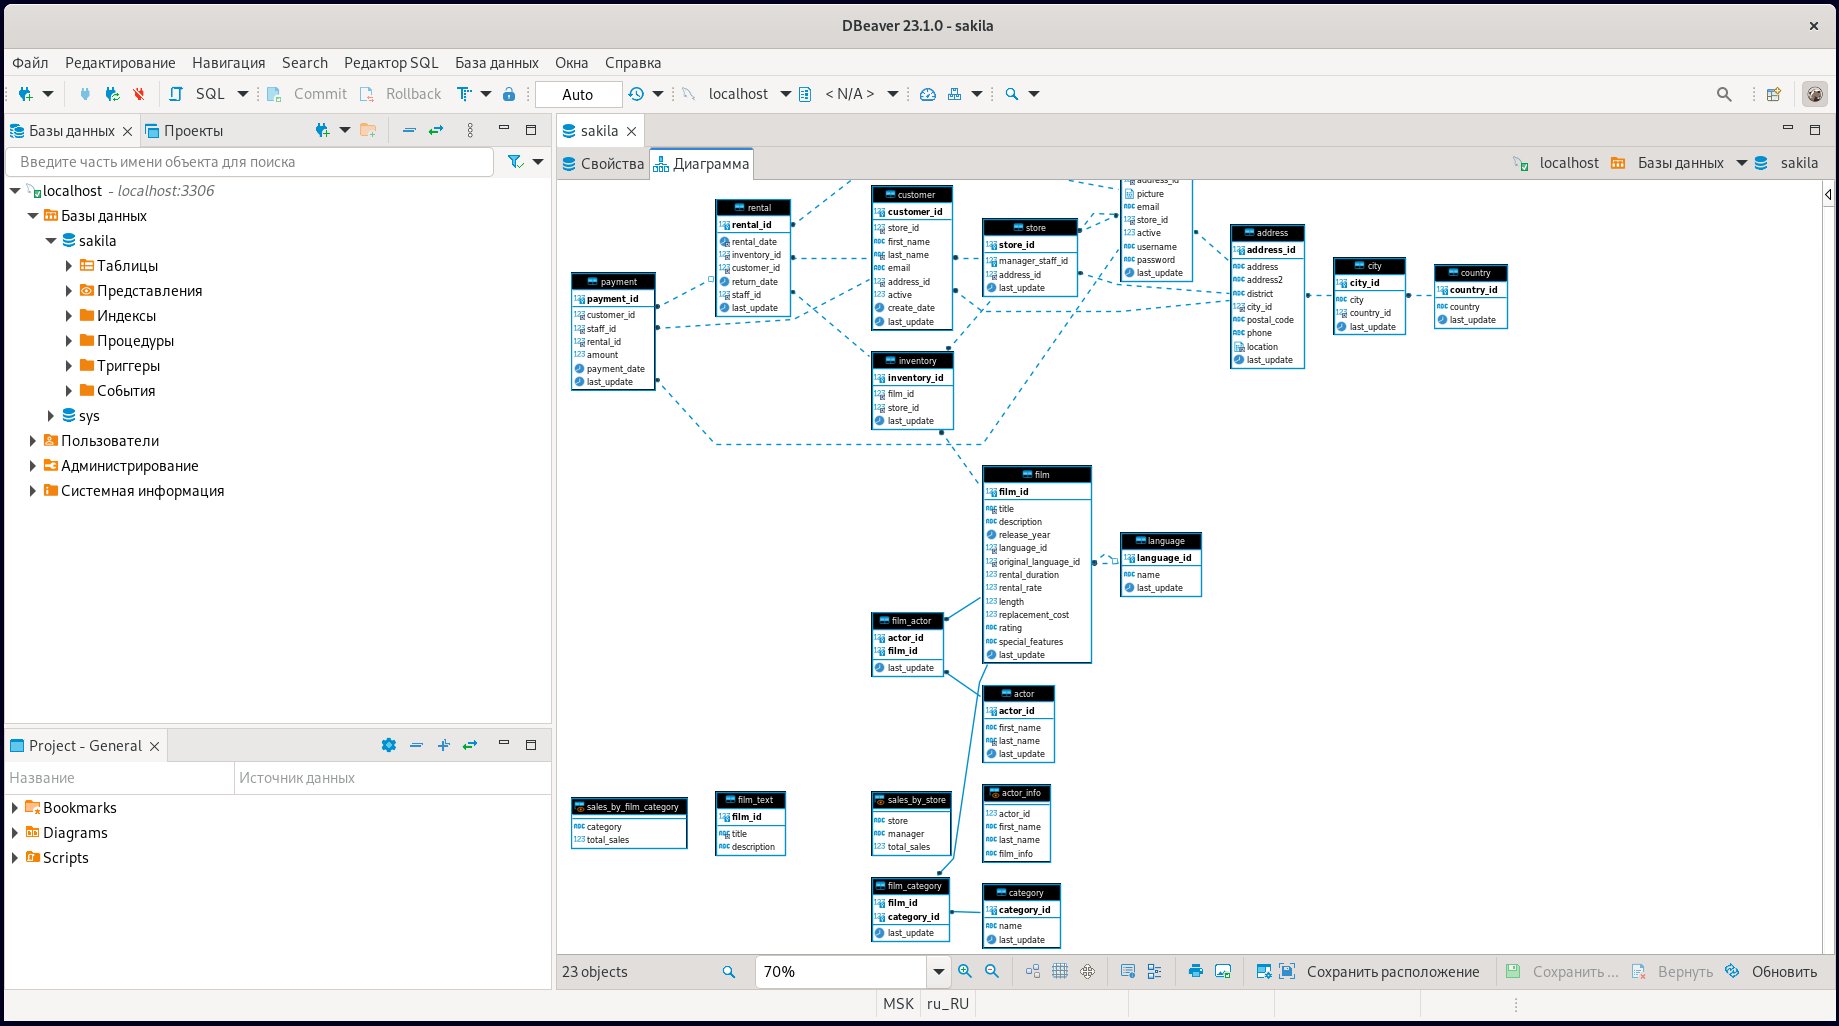 DBeaver 23.1.0 - sakila
Файл Редактирование Навигация Search Редактор SQL База данных Окна Справка
SQL Commit Rollback Auto localhost < N/A >
Базы данных Проекты
Введите часть имени объекта для поиска
localhost - localhost:3306
Базы данных
sakila
Таблицы
Представления
Индексы
Процедуры
Триггеры
События
sys
Пользователи
Администрирование
Системная информация
Project - General
Название Источник данных
Bookmarks
Diagrams
Scripts
sakila
Свойства Диаграмма
localhost Базы данных sakila
payment
payment_id
customer_id
staff_id
rental_id
amount
payment_date
last_update
rental
rental_id
rental_date
inventory_id
customer_id
return_date
staff_id
last_update
customer
customer_id
store_id
first_name
last_name
email
address_id
active
create_date
last_update
inventory
inventory_id
film_id
store_id
last_update
store
store_id
manager_staff_id
address_id
last_update
address_id
picture
email
store_id
active
username
password
last_update
address
address_id
address
address2
district
city_id
postal_code
phone
location
last_update
city
city_id
city
country_id
last_update
country
country_id
country
last_update
film
film_id
title
description
release_year
language_id
original_language_id
rental_duration
rental_rate
length
replacement_cost
rating
special_features
last_update
language
language_id
name
last_update
film_actor
actor_id
film_id
last_update
actor
actor_id
first_name
last_name
last_update
sales_by_film_category
category
total_sales
film_text
film_id
title
description
sales_by_store
store
manager
total_sales
actor_info
actor_id
first_name
last_name
film_info
film_category
film_id
category_id
last_update
category
category_id
name
last_update
23 objects 70% Сохранить расположение Сохранить ... Вернуть Обновить
MSK ru_RU